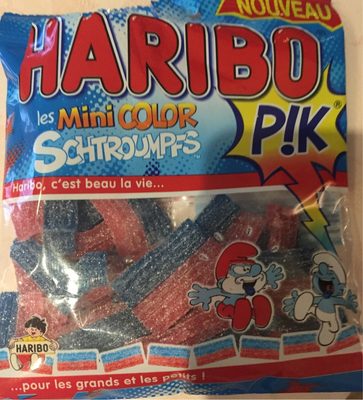 NOUVEAU
HARIBO
les Mini COLOR
SCHTROUMPFS
P!K®
Haribo, c'est beau la vie...
HARIBO
...pour les grands et les petits !